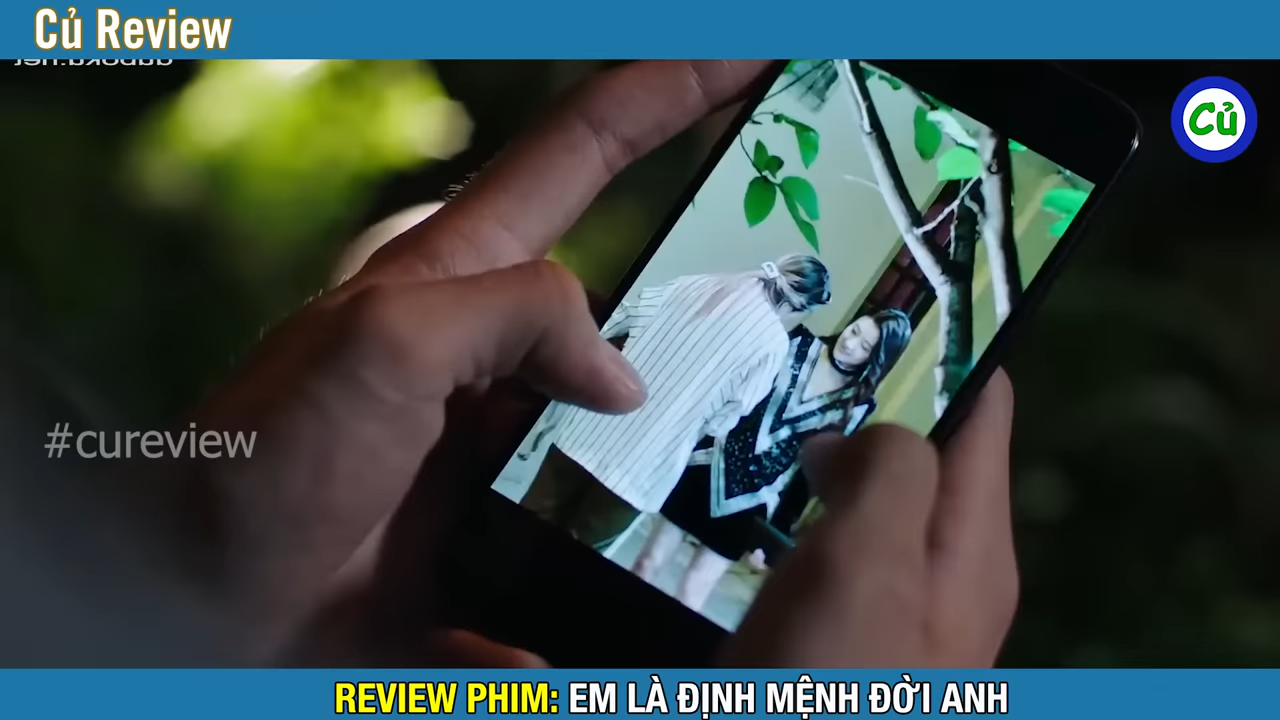 Củ Review
Củ
#cureview
REVIEW PHIM: EM LÀ ĐỊNH MỆNH ĐỜI ANH